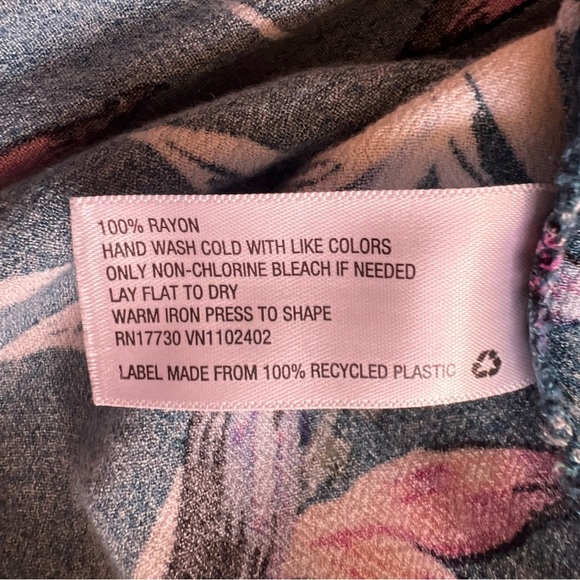 100% RAYON
HAND WASH COLD WITH LIKE COLORS
ONLY NON-CHLORINE BLEACH IF NEEDED
LAY FLAT TO DRY
WARM IRON PRESS TO SHAPE
RN17730 VN1102402
LABEL MADE FROM 100% RECYCLED PLASTIC